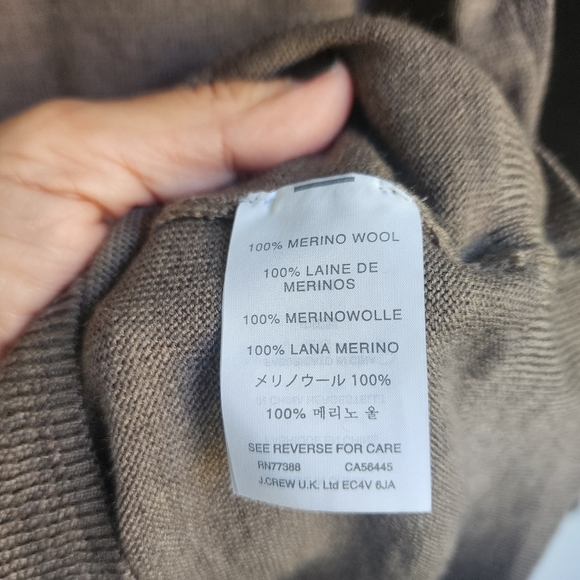 100% MERINO WOOL
100% LAINE DE
MERINOS
100% MERINOWOLLE
100% LANA MERINO
メリノウール 100%
100% 메리노 울
SEE REVERSE FOR CARE
RN77388 CA56445
J.CREW U.K. Ltd EC4V 6JA